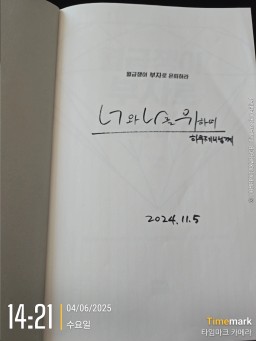 월급쟁이 부자로 은퇴하라
너와 나를 위하며
2024.11.5
14:21
04/06/2025
수요일
Timemark
타임마크 카메라